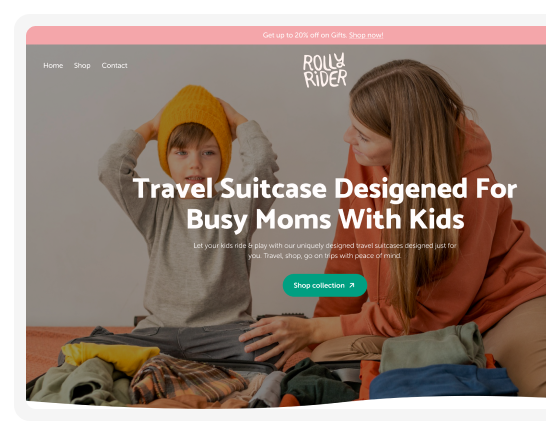 Get up to 20% off on Gifts. Shop now!
Home Shop Contact
ROLLY
RiDER
Travel Suitcase Desigened For
Busy Moms With Kids
Let your kids ride & play with our uniquely designed travel suitcases designed just for
you. Travel, shop, go on trips with peace of mind.
Shop collection